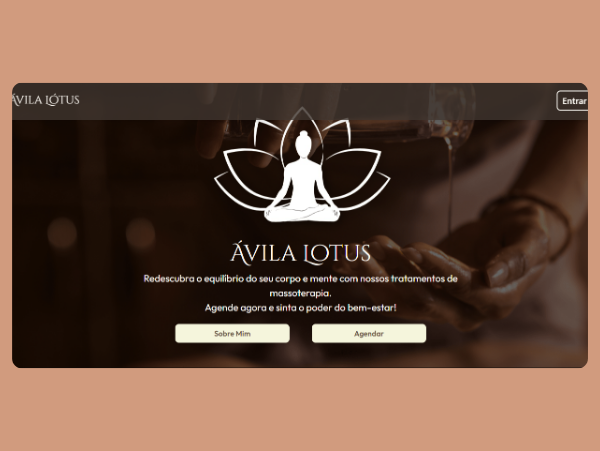 ÁVILA LÓTUS
Entrar
ÁVILA LOTUS
Redescubra o equilíbrio do seu corpo e mente com nossos tratamentos de
massoterapia.
Agende agora e sinta o poder do bem-estar!
Sobre Mim
Agendar